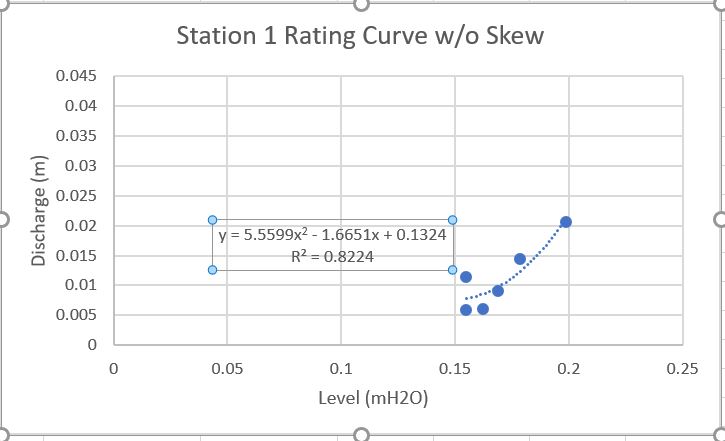 Station 1 Rating Curve w/o Skew
0.045
0.04
0.035
0.03
0.025
0.02
0.015
0.01
0.005
0
Discharge (m)
y = 5.5599x² - 1.6651x + 0.1324
R² = 0.8224
0 0.05 0.1 0.15 0.2 0.25
Level (mH2O)